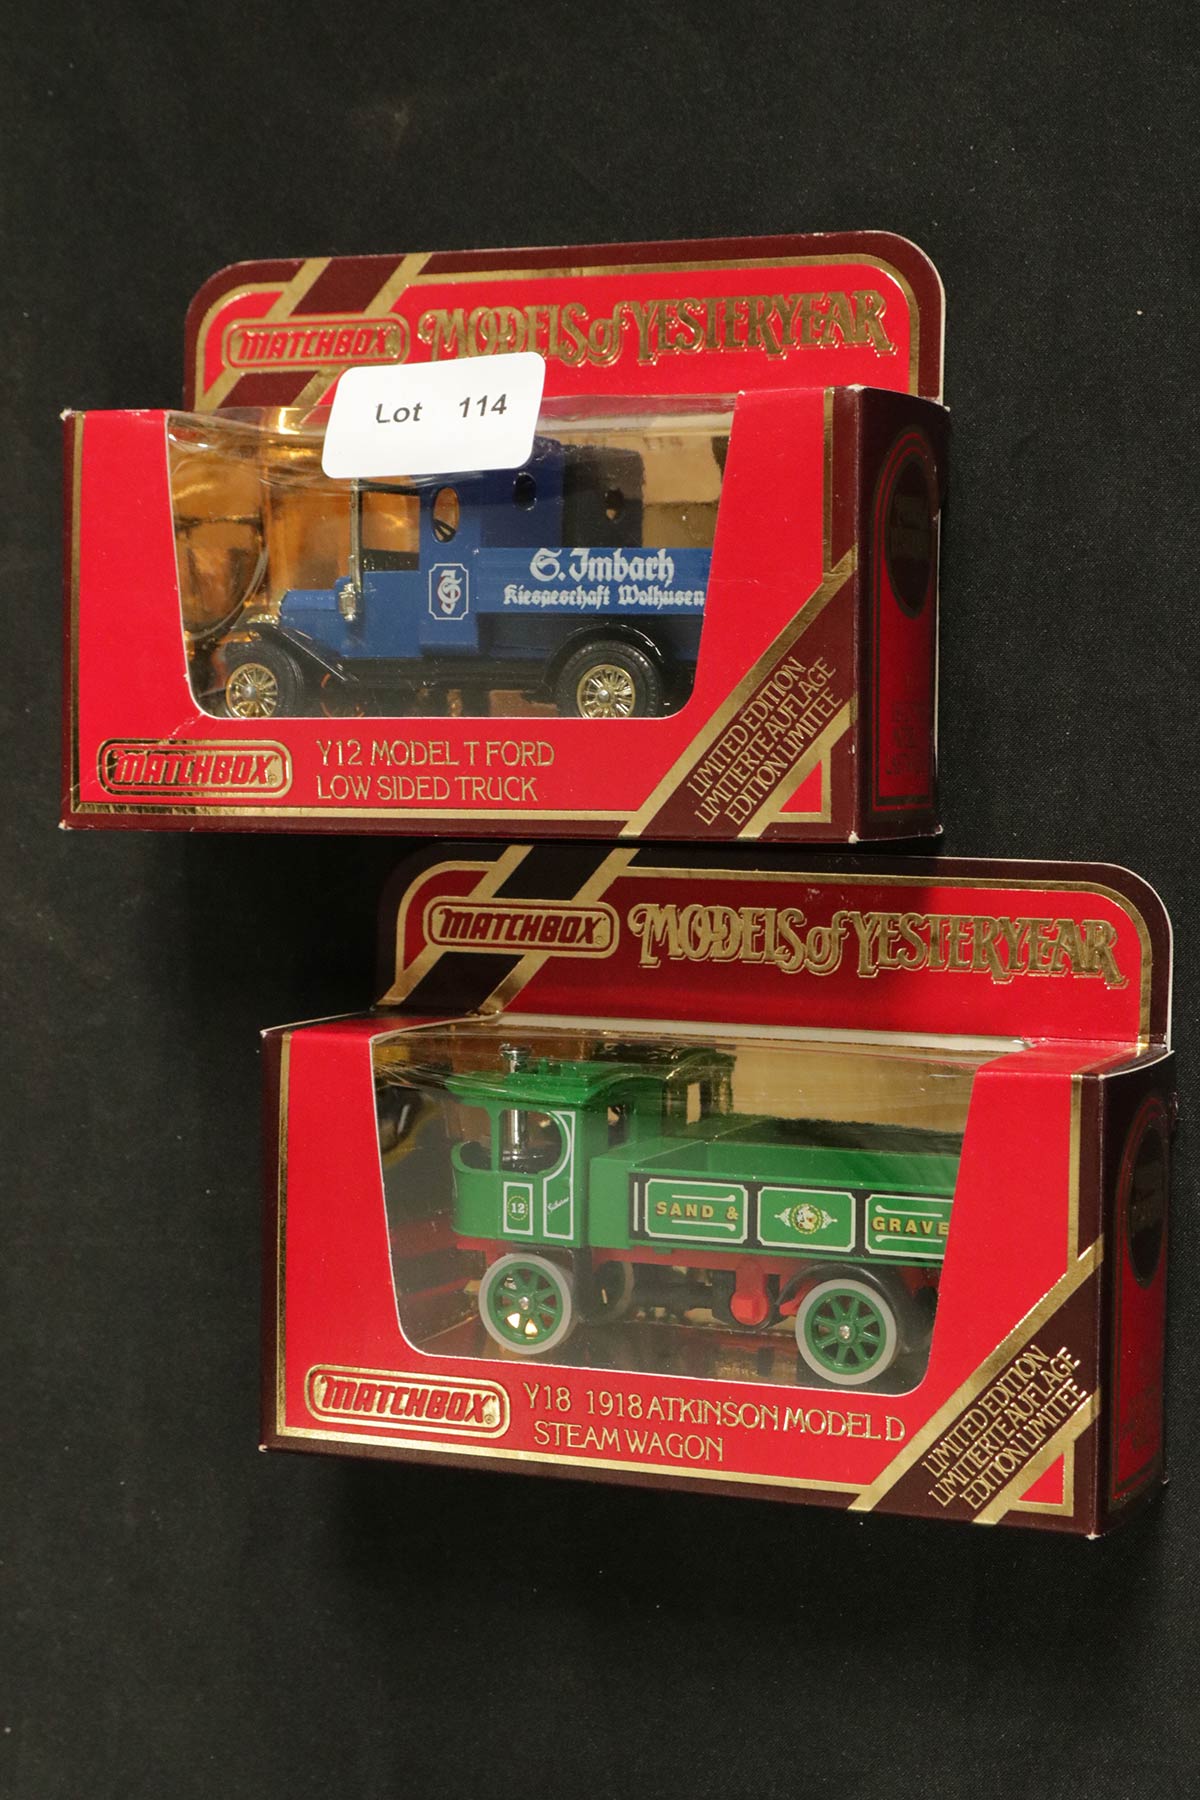 MATCHBOX MODELS of YESTERYEAR
Lot 114
S. Imbach
Kiesgeschaft Wolhusen
MATCHBOX
Y12 MODEL T FORD
LOW SIDED TRUCK
LIMITED EDITION
LIMITIERTE AUFLAGE
EDITION LIMITEE
MATCHBOX MODELS of YESTERYEAR
12
SAND &
GRAVE
MATCHBOX
Y18 1918 ATKINSON MODEL D
STEAM WAGON
LIMITED EDITION
LIMITIERTE AUFLAGE
EDITION LIMITEE